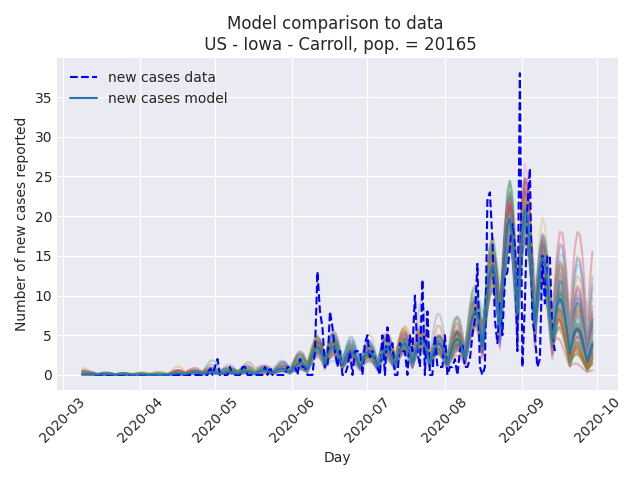 Model comparison to data
US - Iowa - Carroll, pop. = 20165
new cases data
new cases model
Number of new cases reported
35
30
25
20
15
10
5
0
2020-03
2020-04
2020-05
2020-06
2020-07
2020-08
2020-09
2020-10
Day